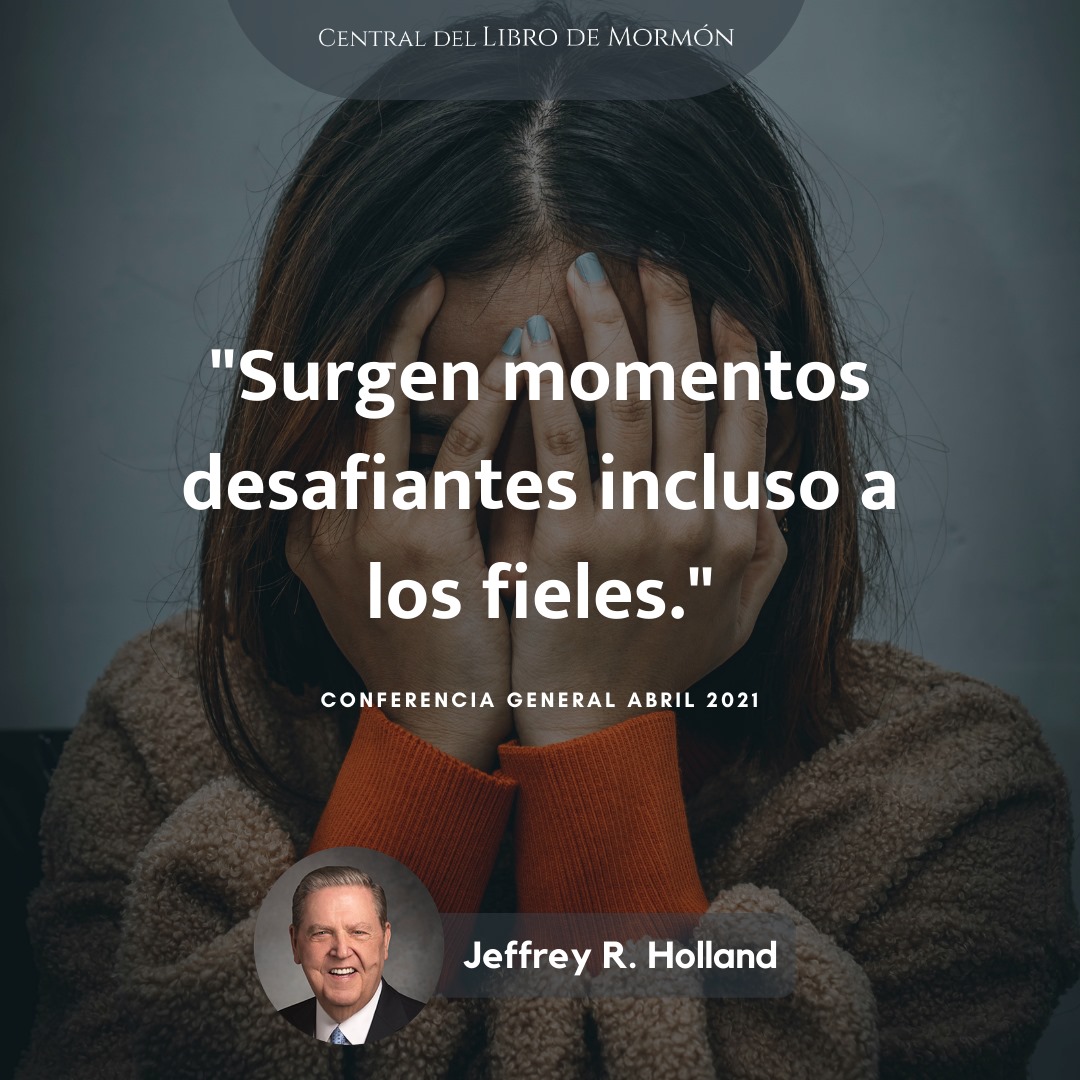 CENTRAL DEL LIBRO DE MORMÓN
"Surgen momentos
desafiantes incluso a
los fieles."
CONFERENCIA GENERAL ABRIL 2021
Jeffrey R. Holland